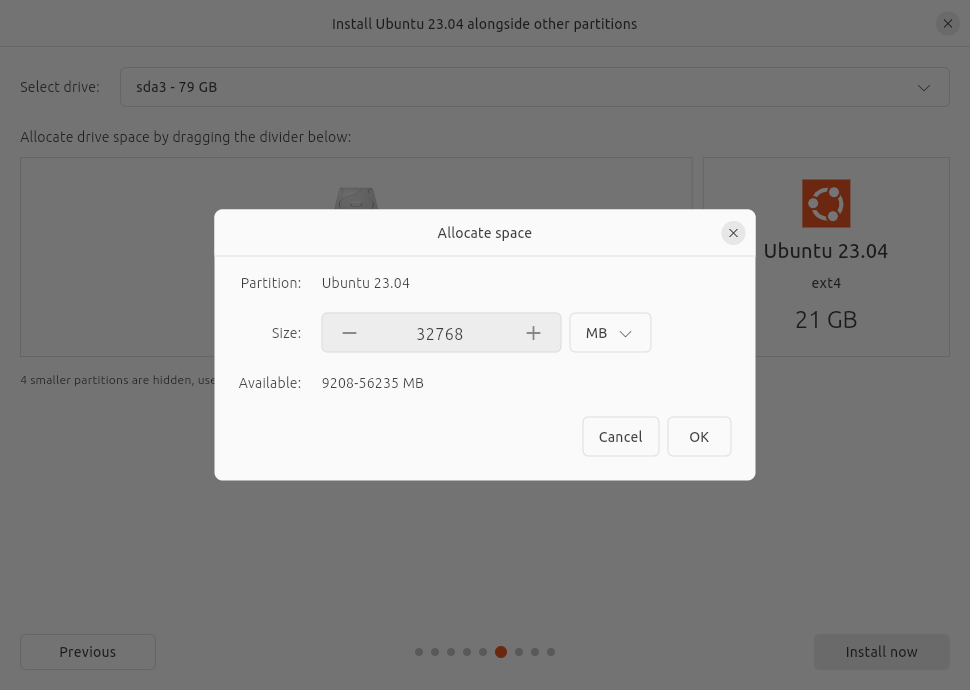 Install Ubuntu 23.04 alongside other partitions
Select drive: sda3 - 79 GB
Allocate drive space by dragging the divider below:
Ubuntu 23.04
ext4
21 GB
4 smaller partitions are hidden, use
Allocate space
Partition: Ubuntu 23.04
Size: − 32768 + MB
Available: 9208-56235 MB
Cancel OK
Previous Install now